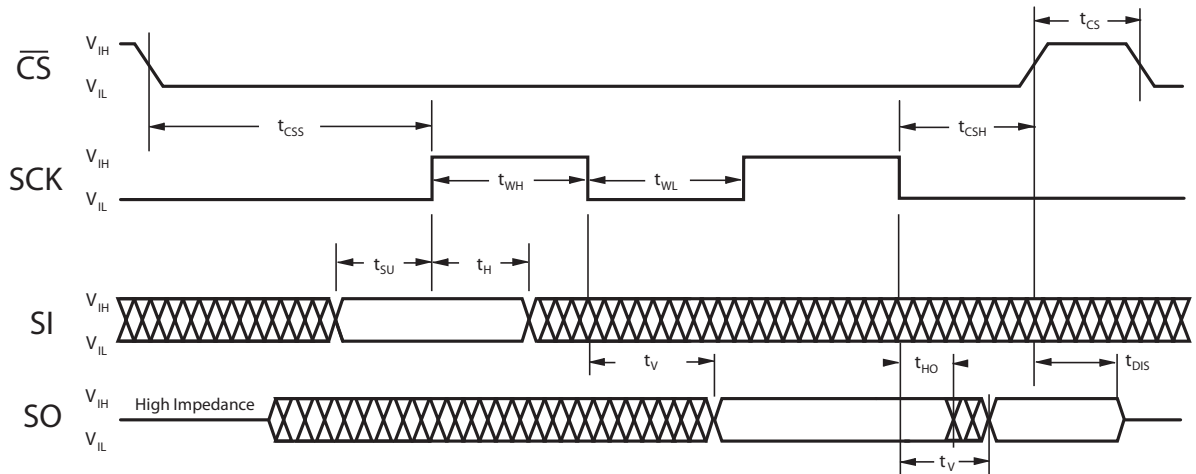 t_CS
V_IH
C̅S̅
V_IL
t_CSS
t_CSH
V_IH
SCK
t_WH
t_WL
V_IL
t_SU
t_H
V_IH
SI
V_IL
t_V
t_HO
t_DIS
V_IH
High Impedance
SO
V_IL
t_V